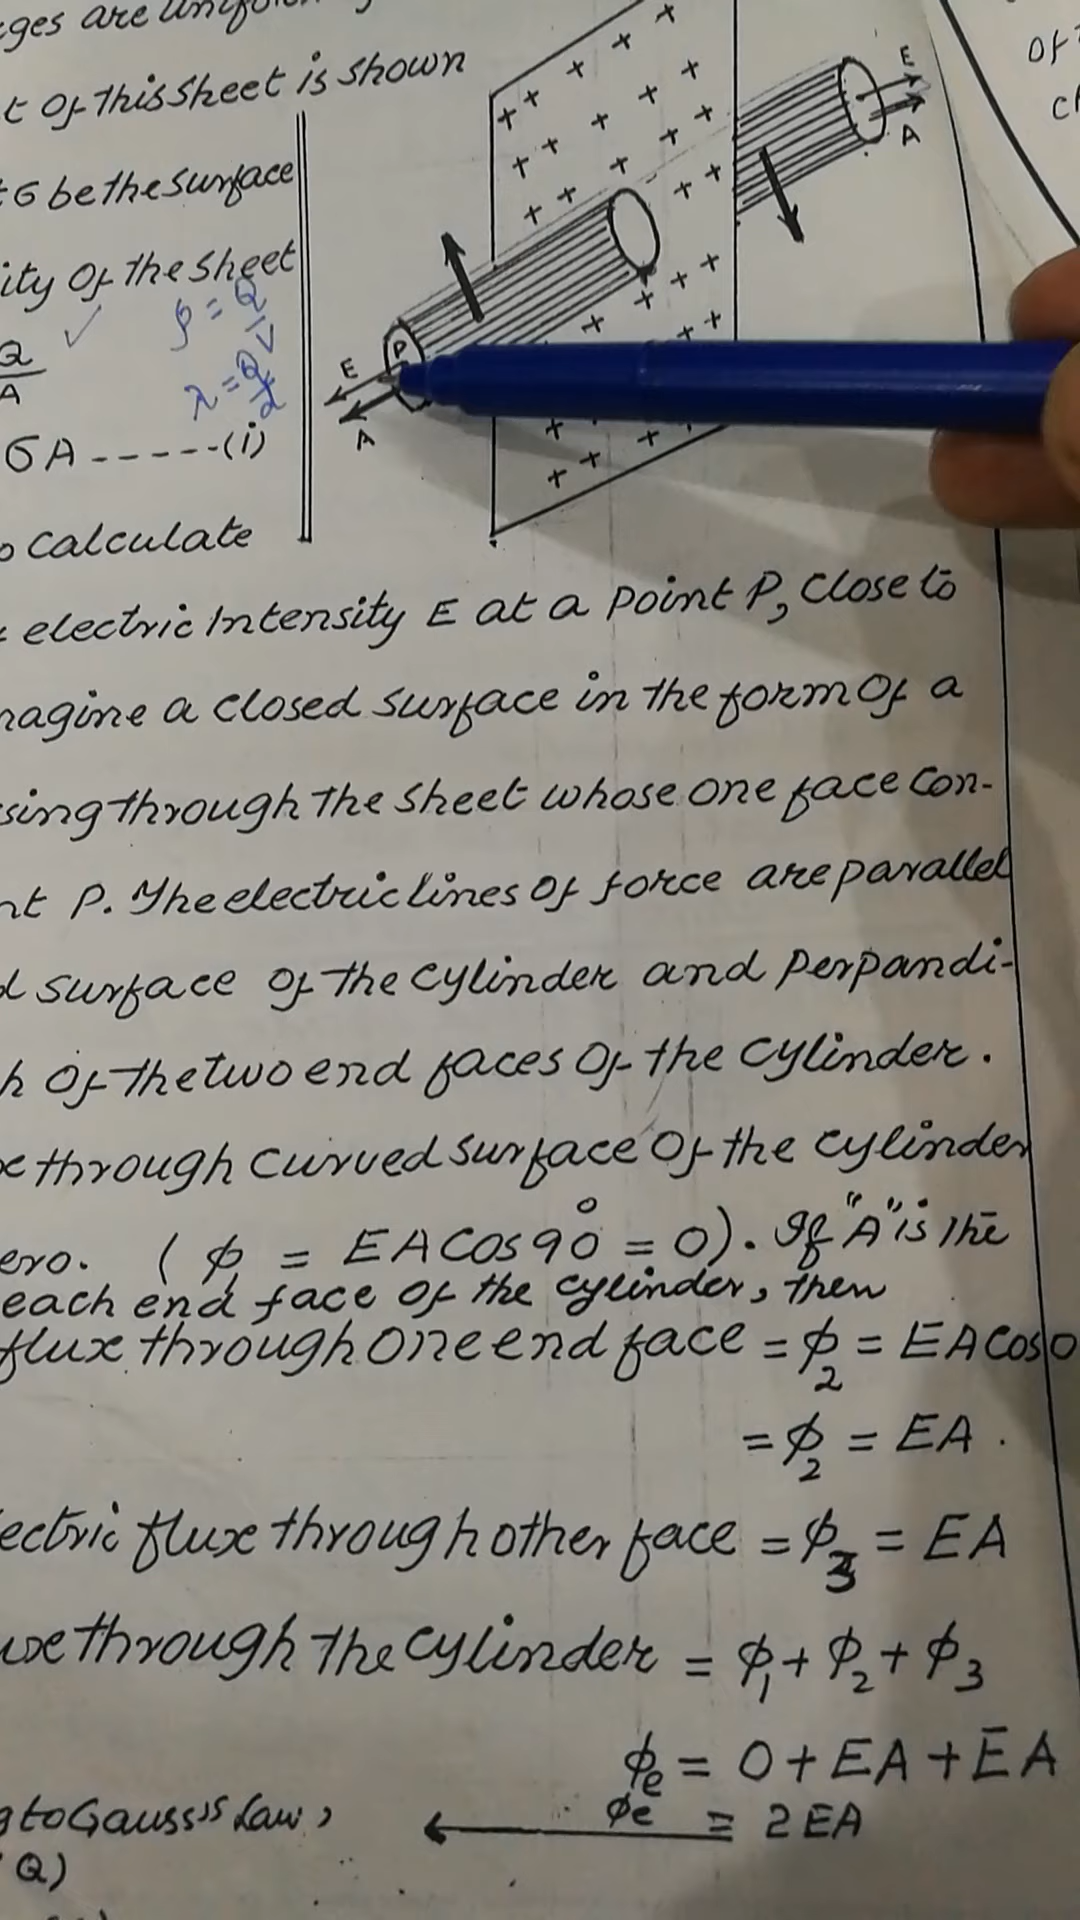 ges are uniform
t of this sheet is shown
σ be the surface
ity of the sheet
ρ = Q/V
Q/A
λ = Q/L
σA -----(i)
o Calculate
E
A
P
E
A
of
electric Intensity E at a Point P, Close to
magine a closed surface in the form of a
sing through the sheet whose one face con-
nt P. The electric lines of force are parallel
d surface of the cylinder and perpandi-
h of the two end faces of the cylinder.
through curved surface of the cylinder
ero. ( ϕ₁ = EA Cos 90° = 0). If "A" is the
each end face of the cylinder, then
flux through one end face = ϕ₂ = EA Cos 0
= ϕ₂ = EA .
ectric flux through other face = ϕ₃ = EA
ux through the cylinder = ϕ₁ + ϕ₂ + ϕ₃
ϕe = 0 + EA + EA
g to Gauss's Law,
ϕe = 2EA
Q)